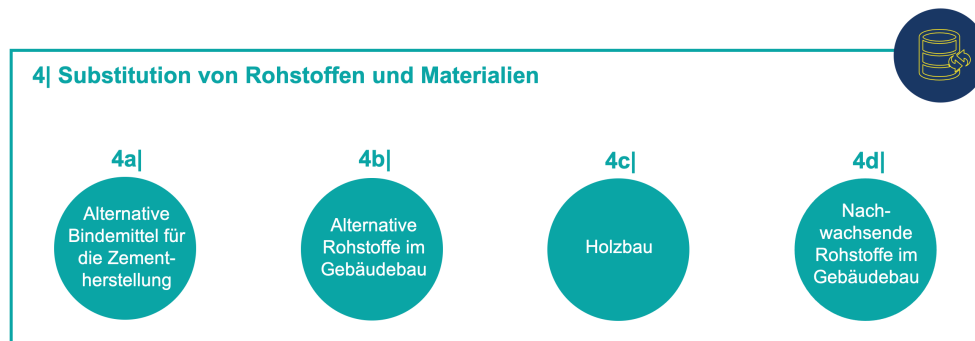 4| Substitution von Rohstoffen und Materialien
4a|
Alternative
Bindemittel für
die Zement-
herstellung
4b|
Alternative
Rohstoffe im
Gebäudebau
4c|
Holzbau
4d|
Nach-
wachsende
Rohstoffe im
Gebäudebau